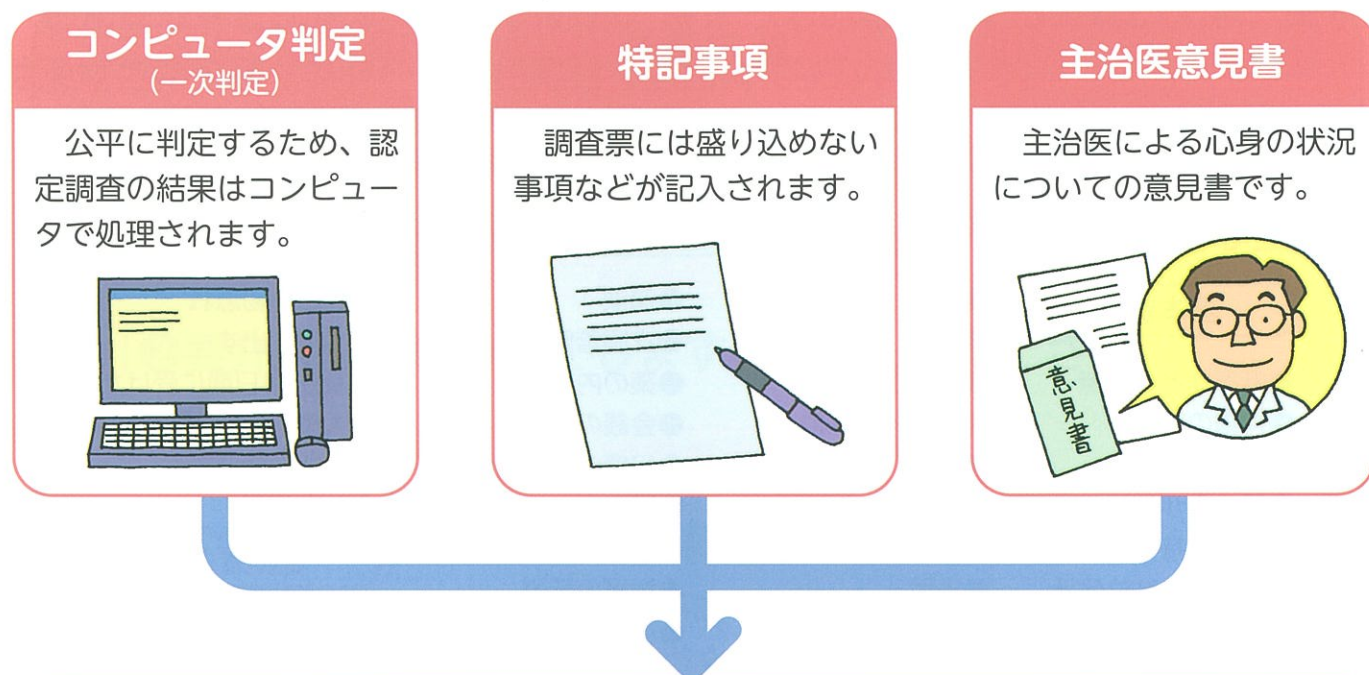 コンピュータ判定
(一次判定)
公平に判定するため、認
定調査の結果はコンピュー
タで処理されます。
特記事項
調査票には盛り込めない
事項などが記入されます。
主治医意見書
主治医による心身の状況
についての意見書です。
意見書